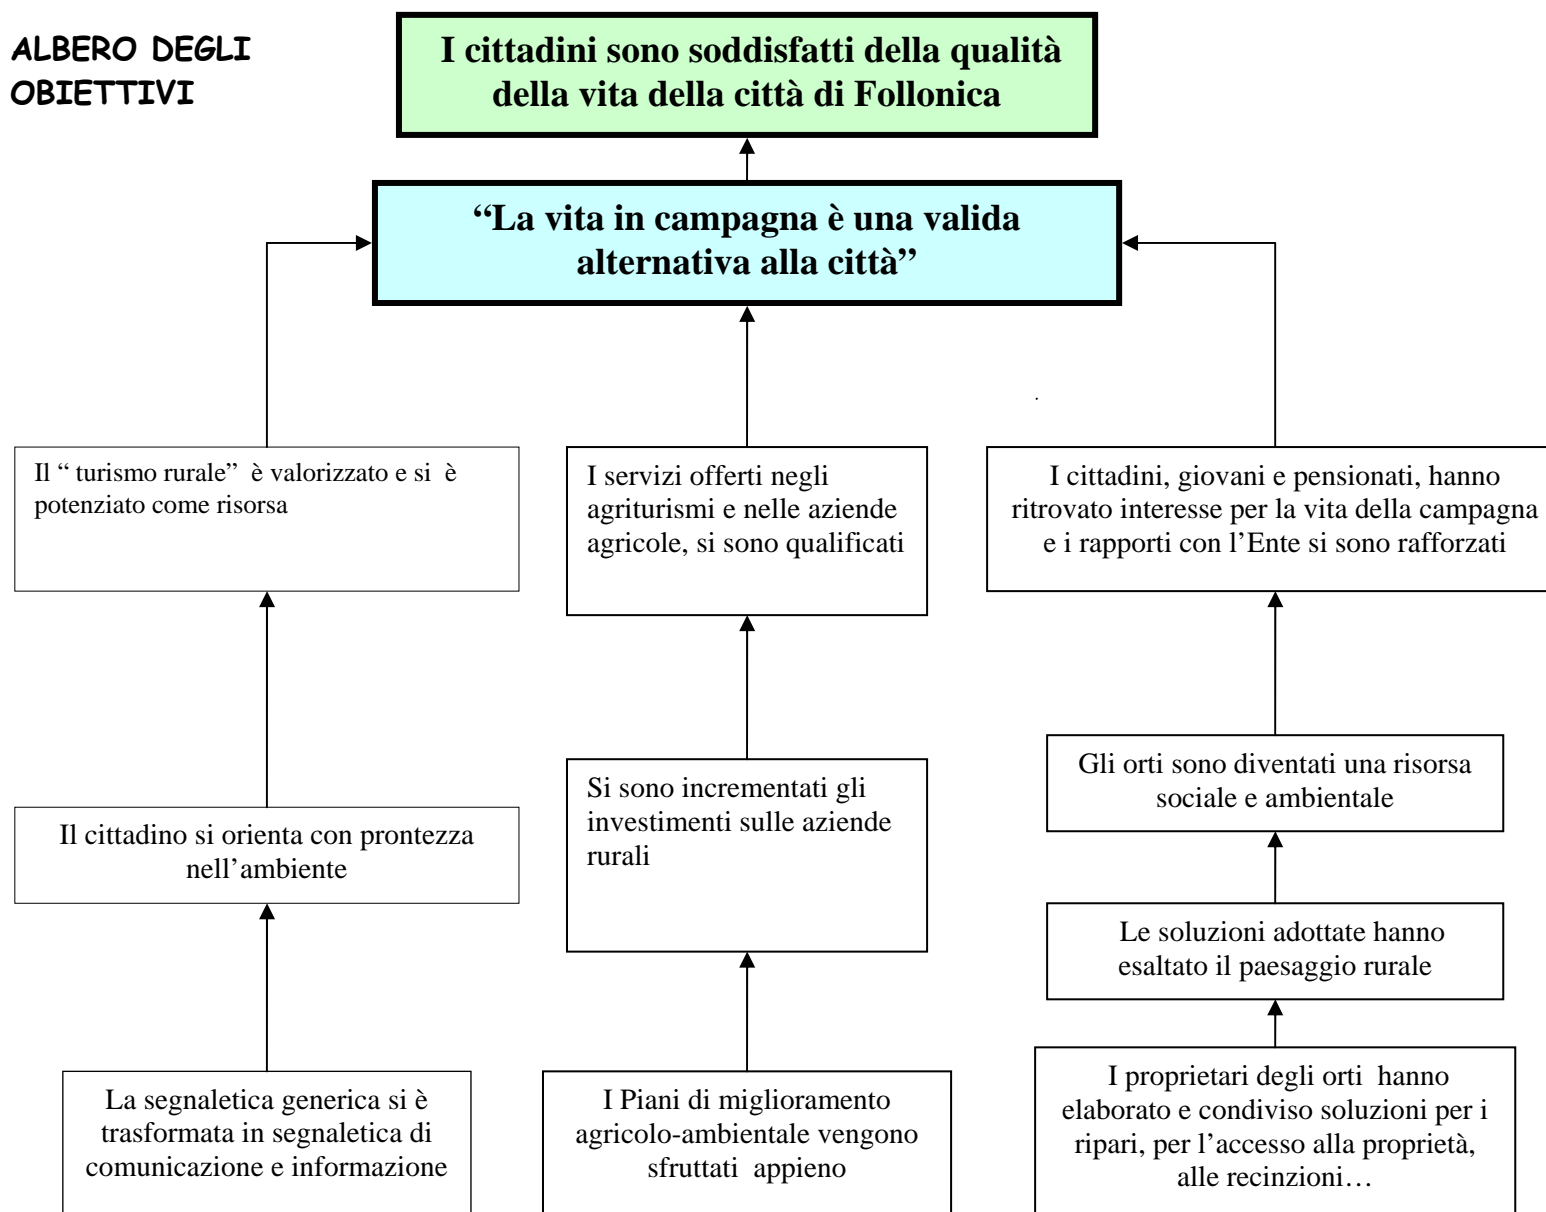 ALBERO DEGLI
OBIETTIVI
I cittadini sono soddisfatti della qualità
della vita della città di Follonica
“La vita in campagna è una valida
alternativa alla città”
Il “ turismo rurale”  è valorizzato e si  è
potenziato come risorsa
I servizi offerti negli
agriturismi e nelle aziende
agricole, si sono qualificati
I cittadini, giovani e pensionati, hanno
ritrovato interesse per la vita della campagna
e i rapporti con l’Ente si sono rafforzati
Il cittadino si orienta con prontezza
nell’ambiente
Si sono incrementati gli
investimenti sulle aziende
rurali
Gli orti sono diventati una risorsa
sociale e ambientale
Le soluzioni adottate hanno
esaltato il paesaggio rurale
La segnaletica generica si è
trasformata in segnaletica di
comunicazione e informazione
I Piani di miglioramento
agricolo-ambientale vengono
sfruttati  appieno
I proprietari degli orti  hanno
elaborato e condiviso soluzioni per i
ripari, per l’accesso alla proprietà,
alle recinzioni…